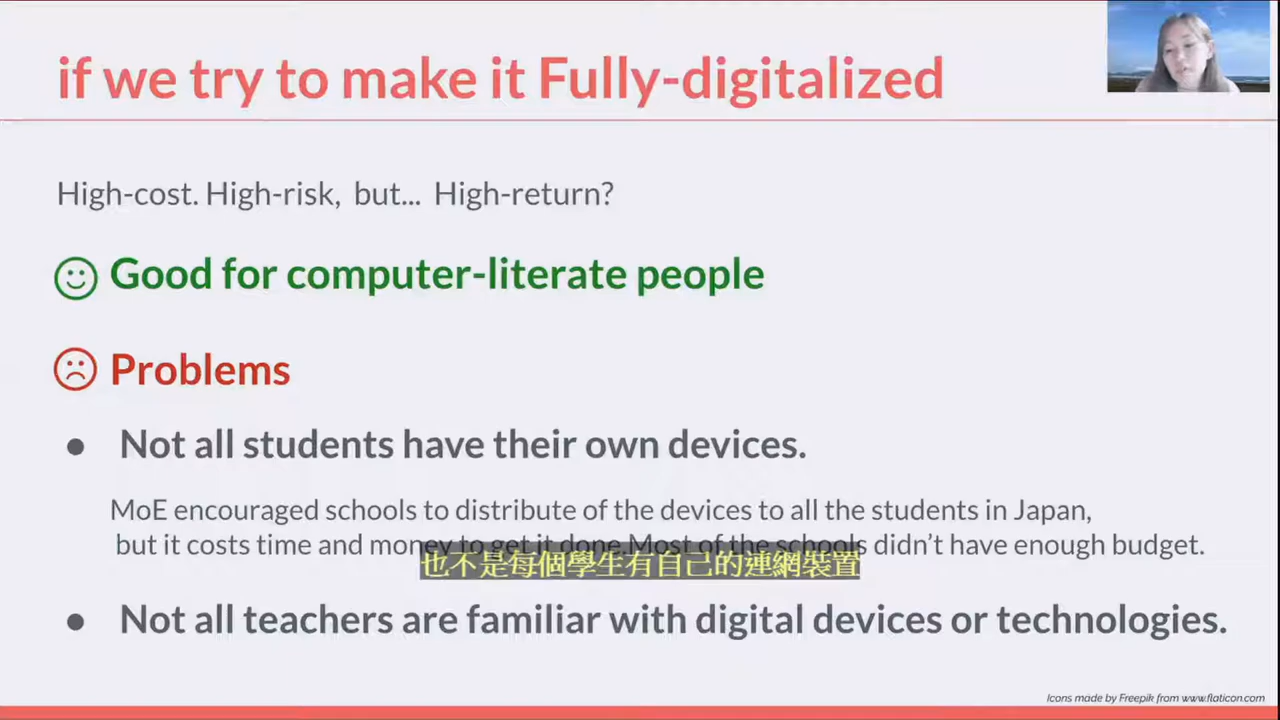 if we try to make it Fully-digitalized
High-cost. High-risk, but... High-return?
Good for computer-literate people
Problems
● Not all students have their own devices.
MoE encouraged schools to distribute of the devices to all the students in Japan,
but it costs time and money to get it done.Most of the schools didn't have enough budget.
也不是每個學生有自己的連網裝置
● Not all teachers are familiar with digital devices or technologies.
Icons made by Freepik from www.flaticon.com